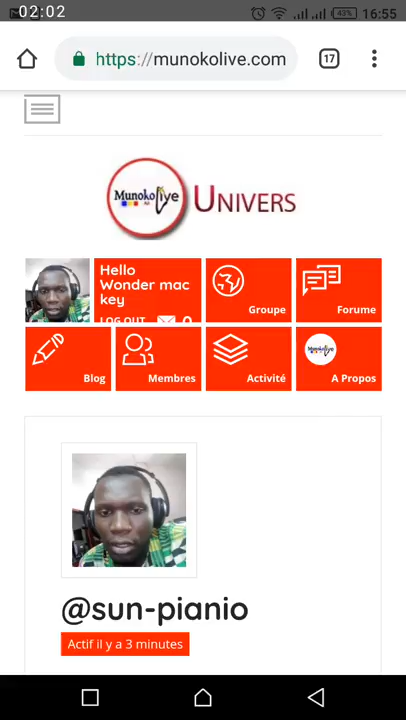 02:02
43% 16:55
https://munokolive.com
17
Munokolive
UNIVERS
Hello
Wonder mac
key
LOG OUT 0
Groupe
Forume
Blog
Membres
Activité
A Propos
@sun-pianio
Actif il y a 3 minutes